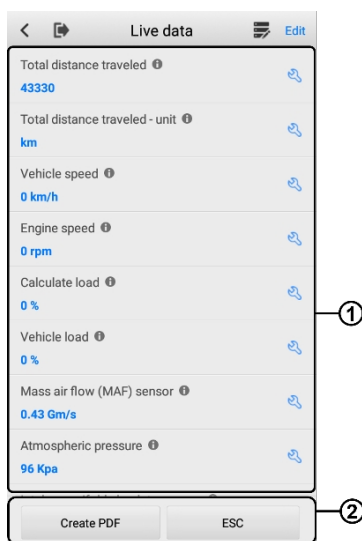 Live data
Edit
Total distance traveled
43330
Total distance traveled - unit
km
Vehicle speed
0 km/h
Engine speed
0 rpm
Calculate load
0 %
Vehicle load
0 %
Mass air flow (MAF) sensor
0.43 Gm/s
Atmospheric pressure
96 Kpa
Create PDF
ESC
1
2